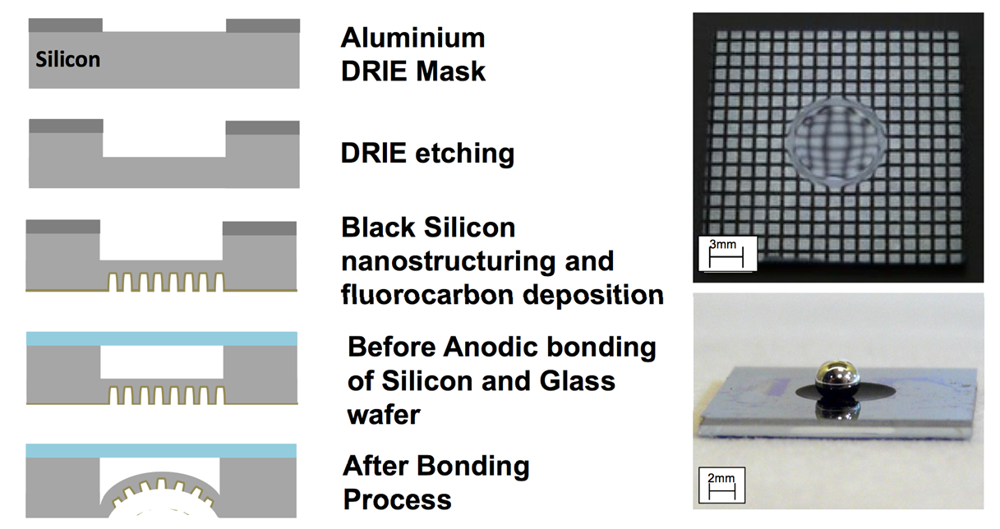 Silicon
Aluminium
DRIE Mask
DRIE etching
Black Silicon
nanostructuring and
fluorocarbon deposition
Before Anodic bonding
of Silicon and Glass
wafer
After Bonding
Process
3mm
2mm